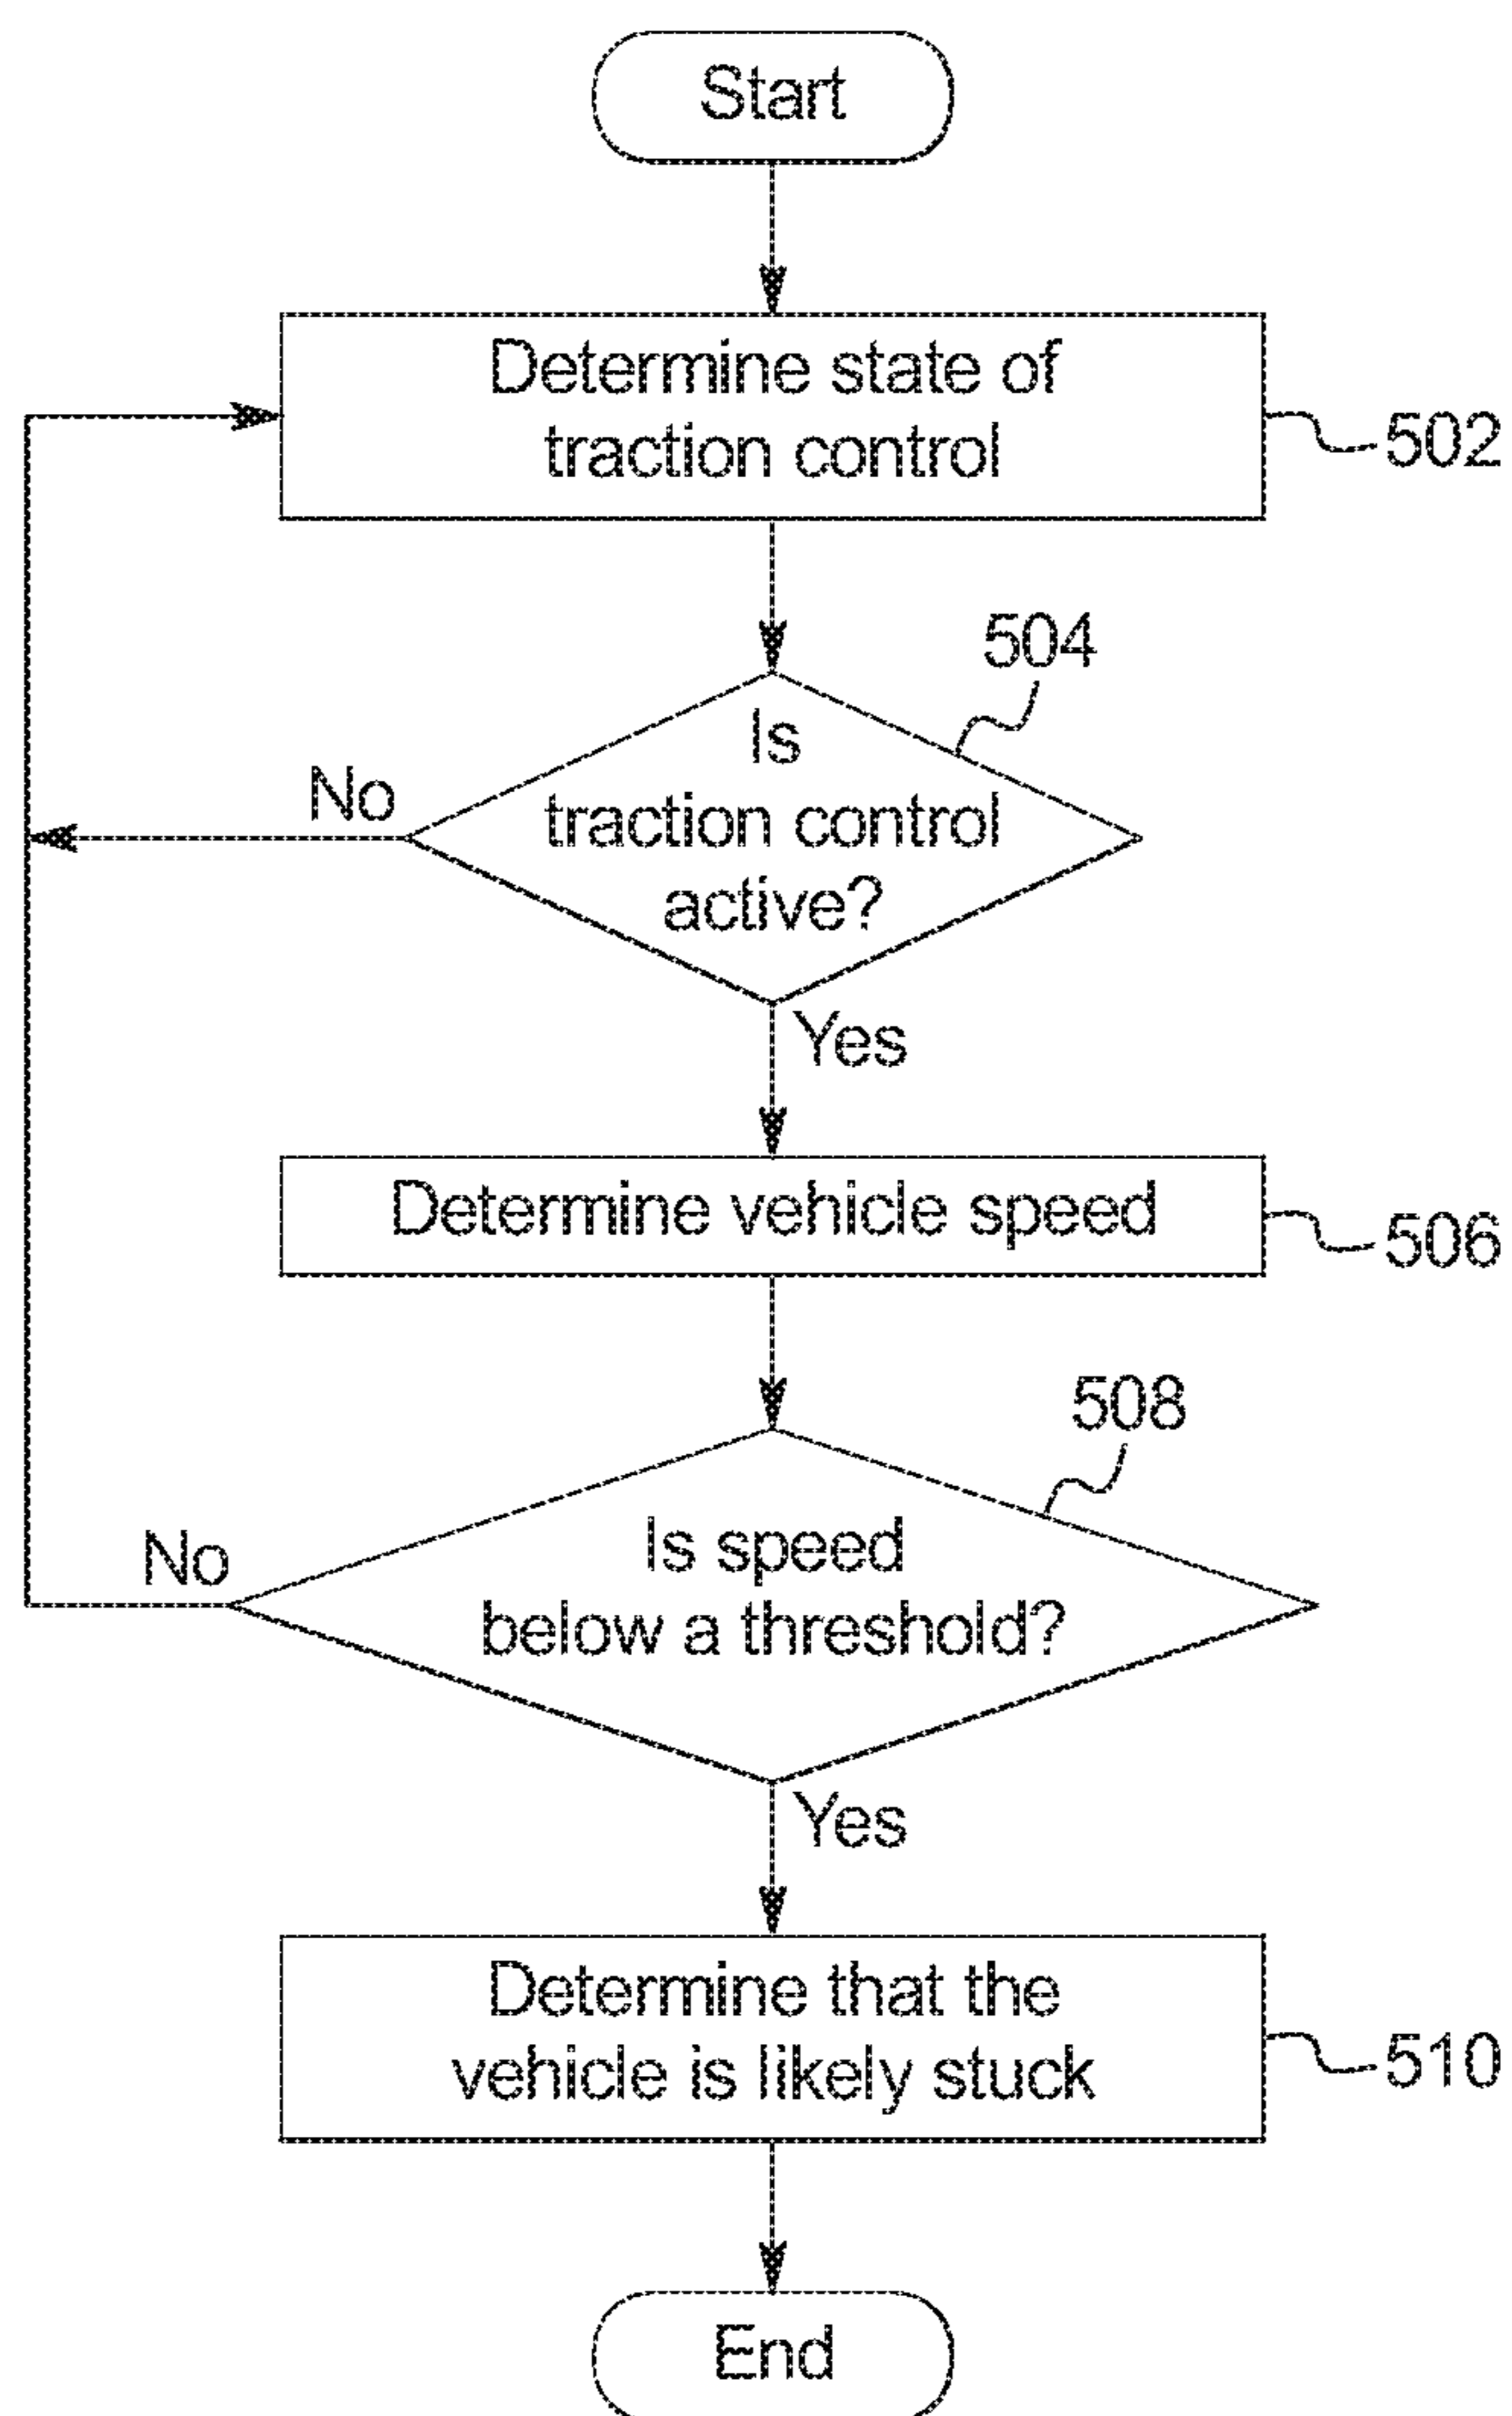 Start
Determine state of
traction control
502
504
Is
traction control
active?
No
Yes
Determine vehicle speed
506
508
Is speed
below a threshold?
No
Yes
Determine that the
vehicle is likely stuck
510
End